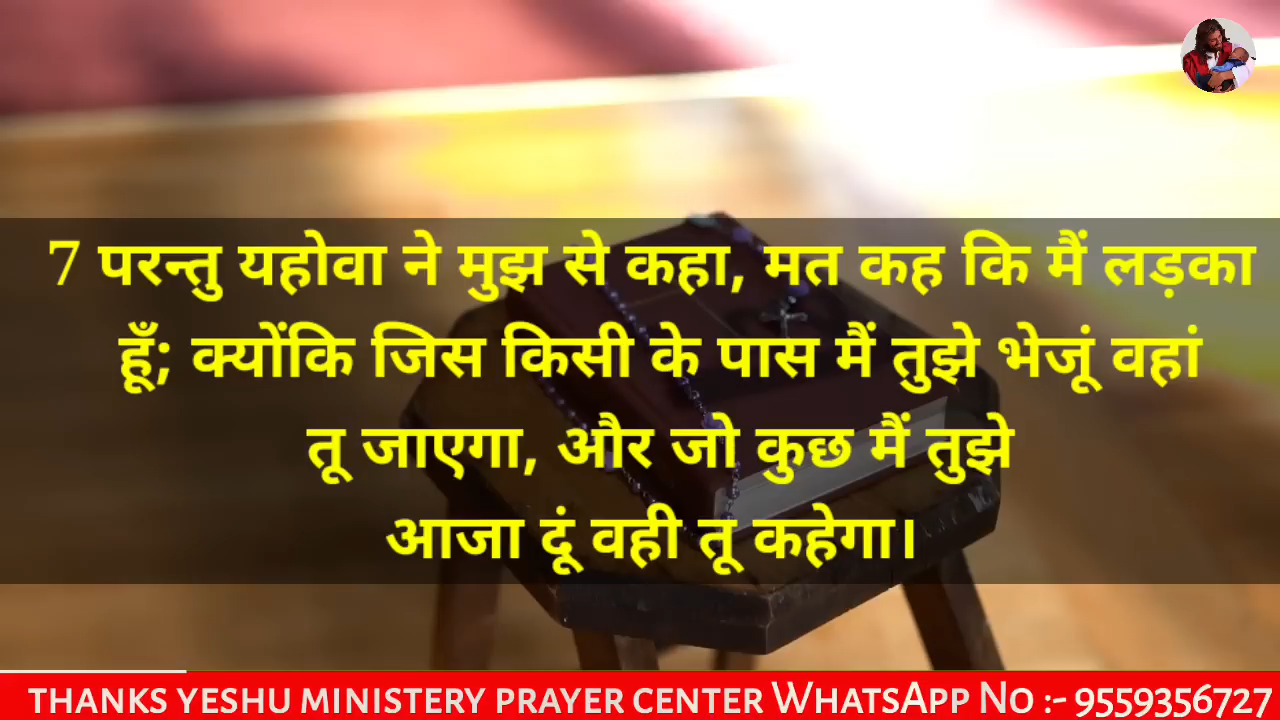 7 परन्तु यहोवा ने मुझ से कहा, मत कह कि मैं लड़का
हूँ; क्योंकि जिस किसी के पास मैं तुझे भेजूं वहां
तू जाएगा, और जो कुछ मैं तुझे
आजा दूं वही तू कहेगा।
THANKS YESHU MINISTERY PRAYER CENTER WHATSAPP NO :- 9559356727